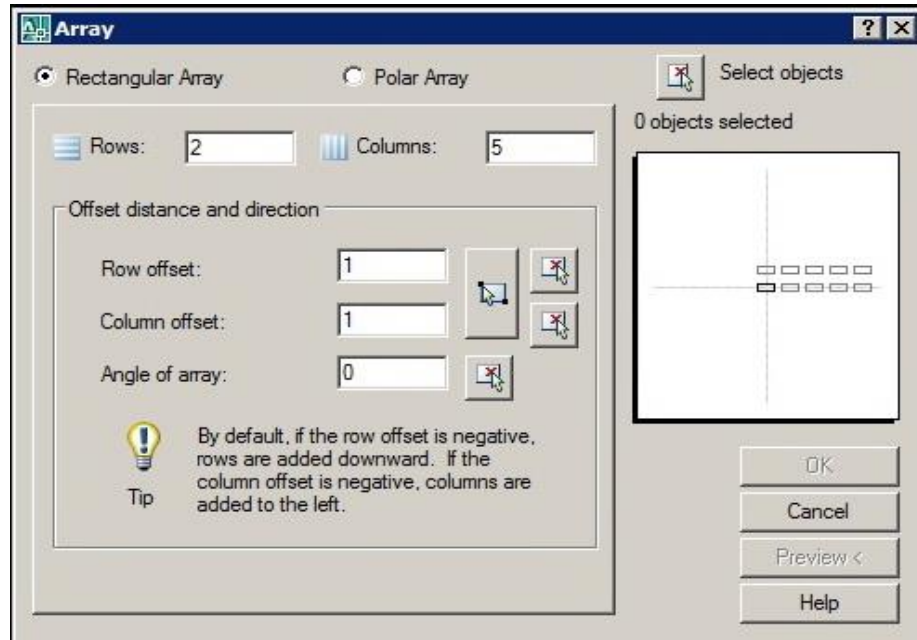 Array
Rectangular Array
Polar Array
Select objects
0 objects selected
Rows:
2
Columns:
5
Offset distance and direction
Row offset:
1
Column offset:
1
Angle of array:
0
Tip
By default, if the row offset is negative,
rows are added downward. If the
column offset is negative, columns are
added to the left.
OK
Cancel
Preview <
Help